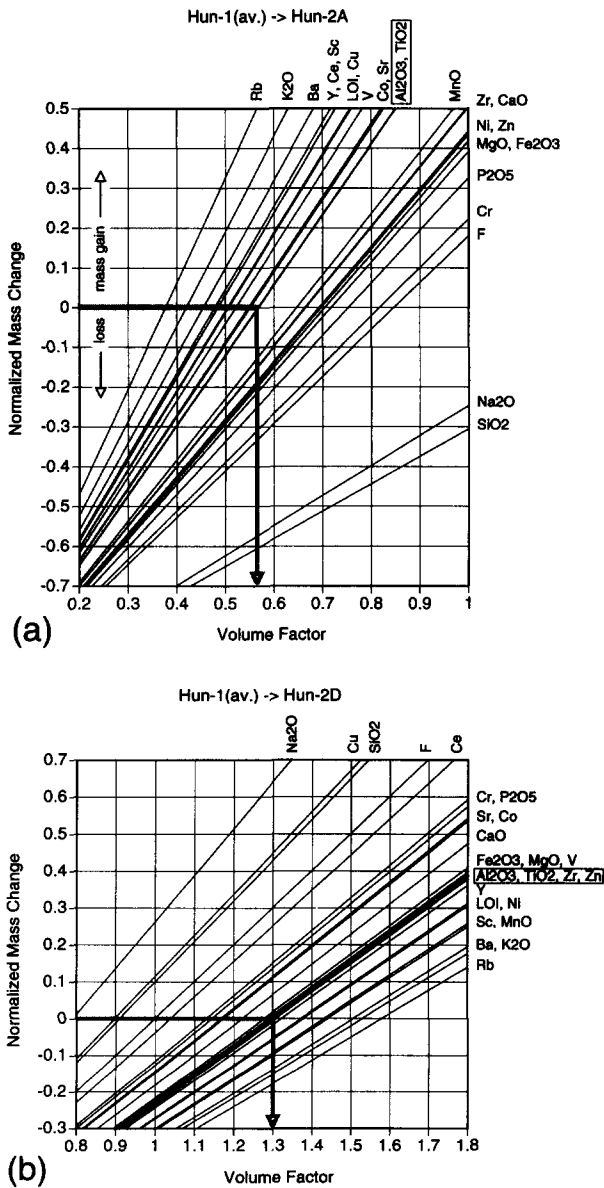 Hun-1(av.) -> Hun-2A
Rb
K2O
Ba
Y, Ce, Sc
LOI, Cu
V
Co, Sr
Al2O3, TiO2
MnO
Zr, CaO
Ni, Zn
MgO, Fe2O3
P2O5
Cr
F
Na2O
SiO2
Normalized Mass Change
0.5
0.4
0.3
0.2
0.1
0
-0.1
-0.2
-0.3
-0.4
-0.5
-0.6
-0.7
mass gain
loss
0.2 0.3 0.4 0.5 0.6 0.7 0.8 0.9 1
Volume Factor
(a)
Hun-1(av.) -> Hun-2D
Na2O
Cu
SiO2
F
Ce
Cr, P2O5
Sr, Co
CaO
Fe2O3, MgO, V
Al2O3, TiO2, Zr, Zn
Y
LOI, Ni
Sc, MnO
Ba, K2O
Rb
Normalized Mass Change
0.7
0.6
0.5
0.4
0.3
0.2
0.1
0
-0.1
-0.2
-0.3
0.8 0.9 1 1.1 1.2 1.3 1.4 1.5 1.6 1.7 1.8
Volume Factor
(b)